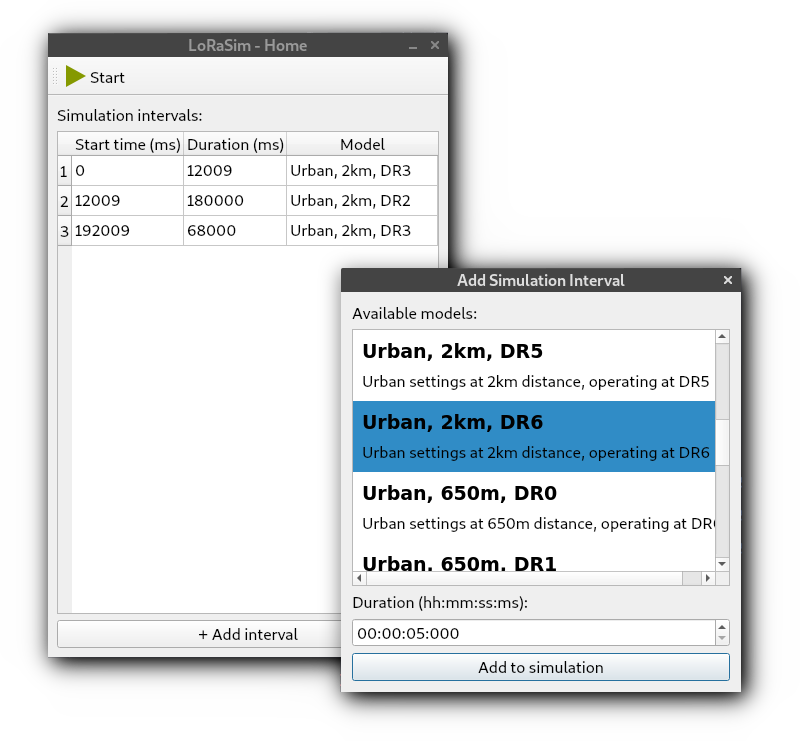 LoRaSim - Home
Start
Simulation intervals:
Start time (ms) Duration (ms) Model
1 0 12009 Urban, 2km, DR3
2 12009 180000 Urban, 2km, DR2
3 192009 68000 Urban, 2km, DR3
+ Add interval
Add Simulation Interval
Available models:
Urban, 2km, DR5
Urban settings at 2km distance, operating at DR5
Urban, 2km, DR6
Urban settings at 2km distance, operating at DR6
Urban, 650m, DR0
Urban settings at 650m distance, operating at
Urban, 650m, DR1
Duration (hh:mm:ss:ms):
00:00:05:000
Add to simulation